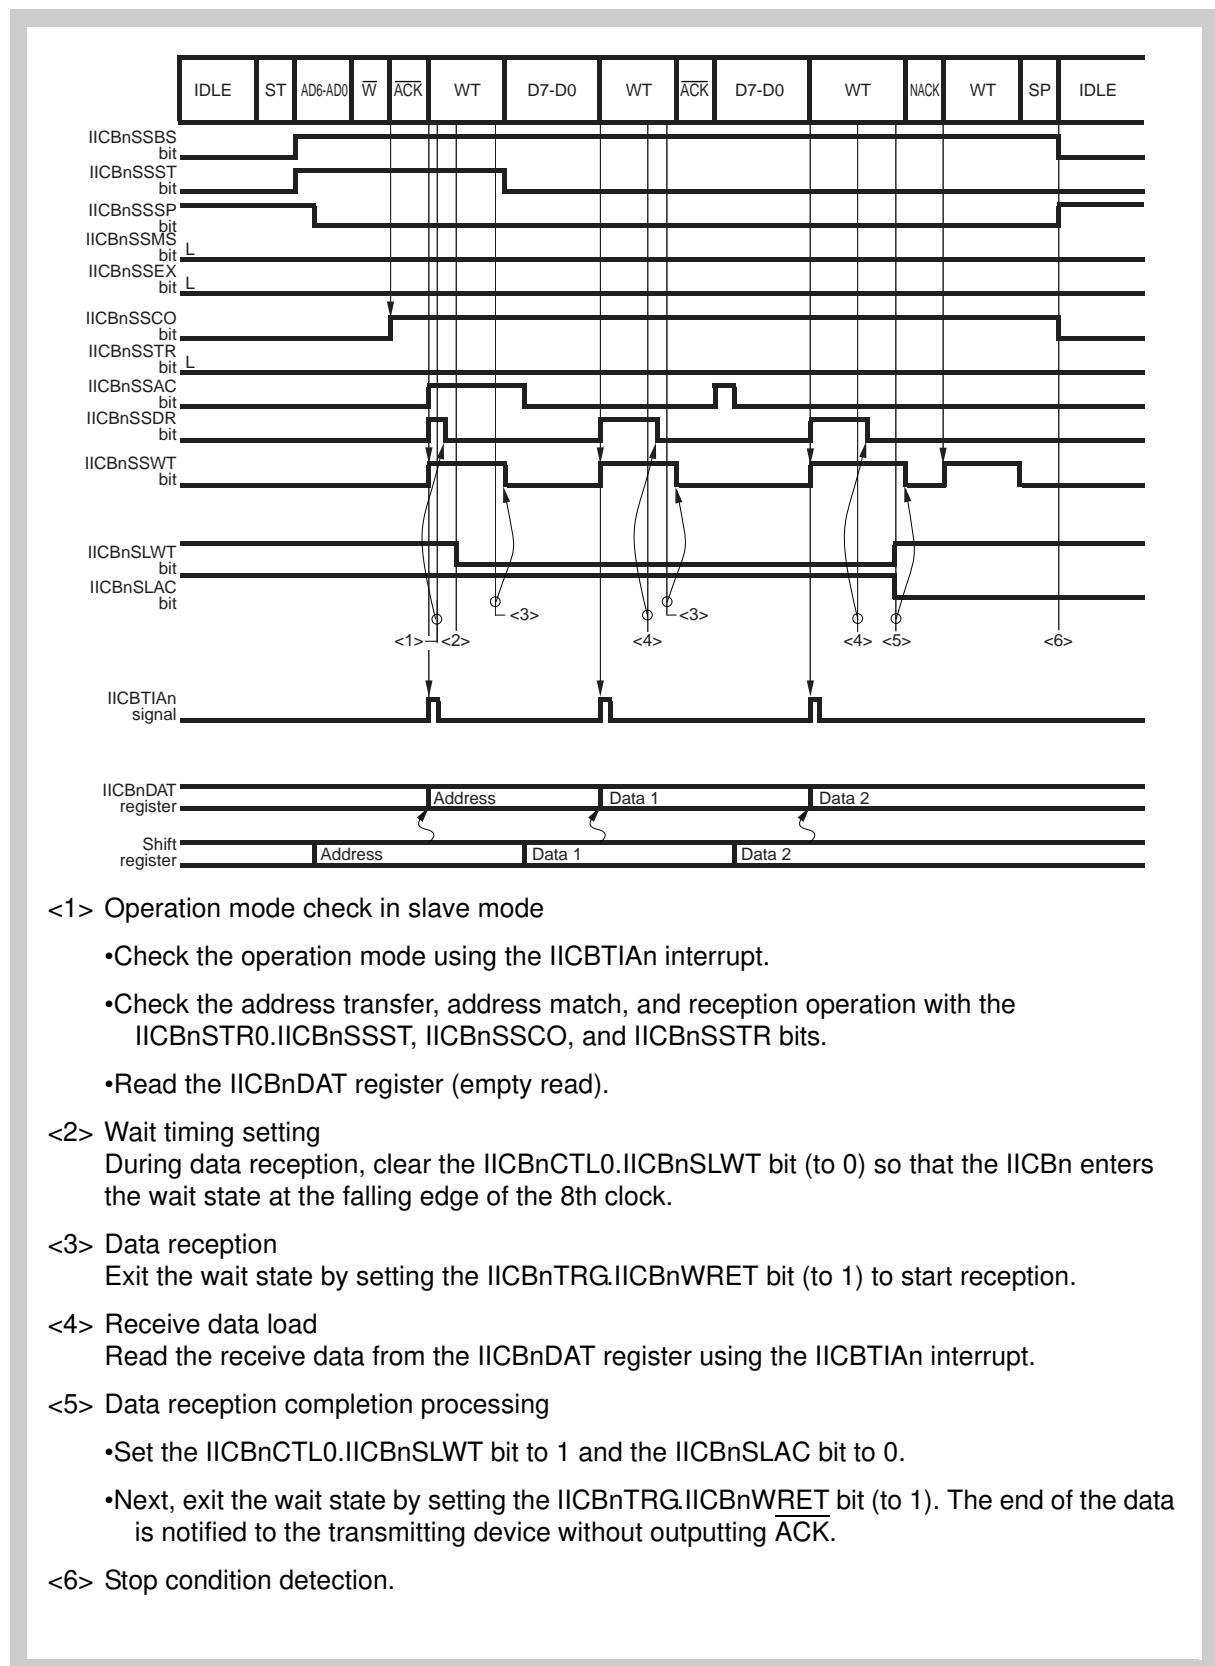 IDLE ST AD6-AD0 W ACK WT D7-D0 WT ACK D7-D0 WT NACK WT SP IDLE
IICBnSSBS
bit
IICBnSSST
bit
IICBnSSSP
bit
IICBnSSMS
bit L
IICBnSSEX
bit L
IICBnSSCO
bit
IICBnSSTR
bit L
IICBnSSAC
bit
IICBnSSDR
bit
IICBnSSWT
bit
IICBnSLWT
bit
IICBnSLAC
bit
<3> <3>
<1> <2> <4> <4> <5> <6>
IICBTIAn
signal
IICBnDAT
register
Address Data 1 Data 2
Shift
register
Address Data 1 Data 2
<1> Operation mode check in slave mode
•Check the operation mode using the IICBTIAn interrupt.
•Check the address transfer, address match, and reception operation with the
IICBnSTR0.IICBnSSST, IICBnSSCO, and IICBnSSTR bits.
•Read the IICBnDAT register (empty read).
<2> Wait timing setting
During data reception, clear the IICBnCTL0.IICBnSLWT bit (to 0) so that the IICBn enters
the wait state at the falling edge of the 8th clock.
<3> Data reception
Exit the wait state by setting the IICBnTRG.IICBnWRET bit (to 1) to start reception.
<4> Receive data load
Read the receive data from the IICBnDAT register using the IICBTIAn interrupt.
<5> Data reception completion processing
•Set the IICBnCTL0.IICBnSLWT bit to 1 and the IICBnSLAC bit to 0.
•Next, exit the wait state by setting the IICBnTRG.IICBnWRET bit (to 1). The end of the data
is notified to the transmitting device without outputting ACK.
<6> Stop condition detection.